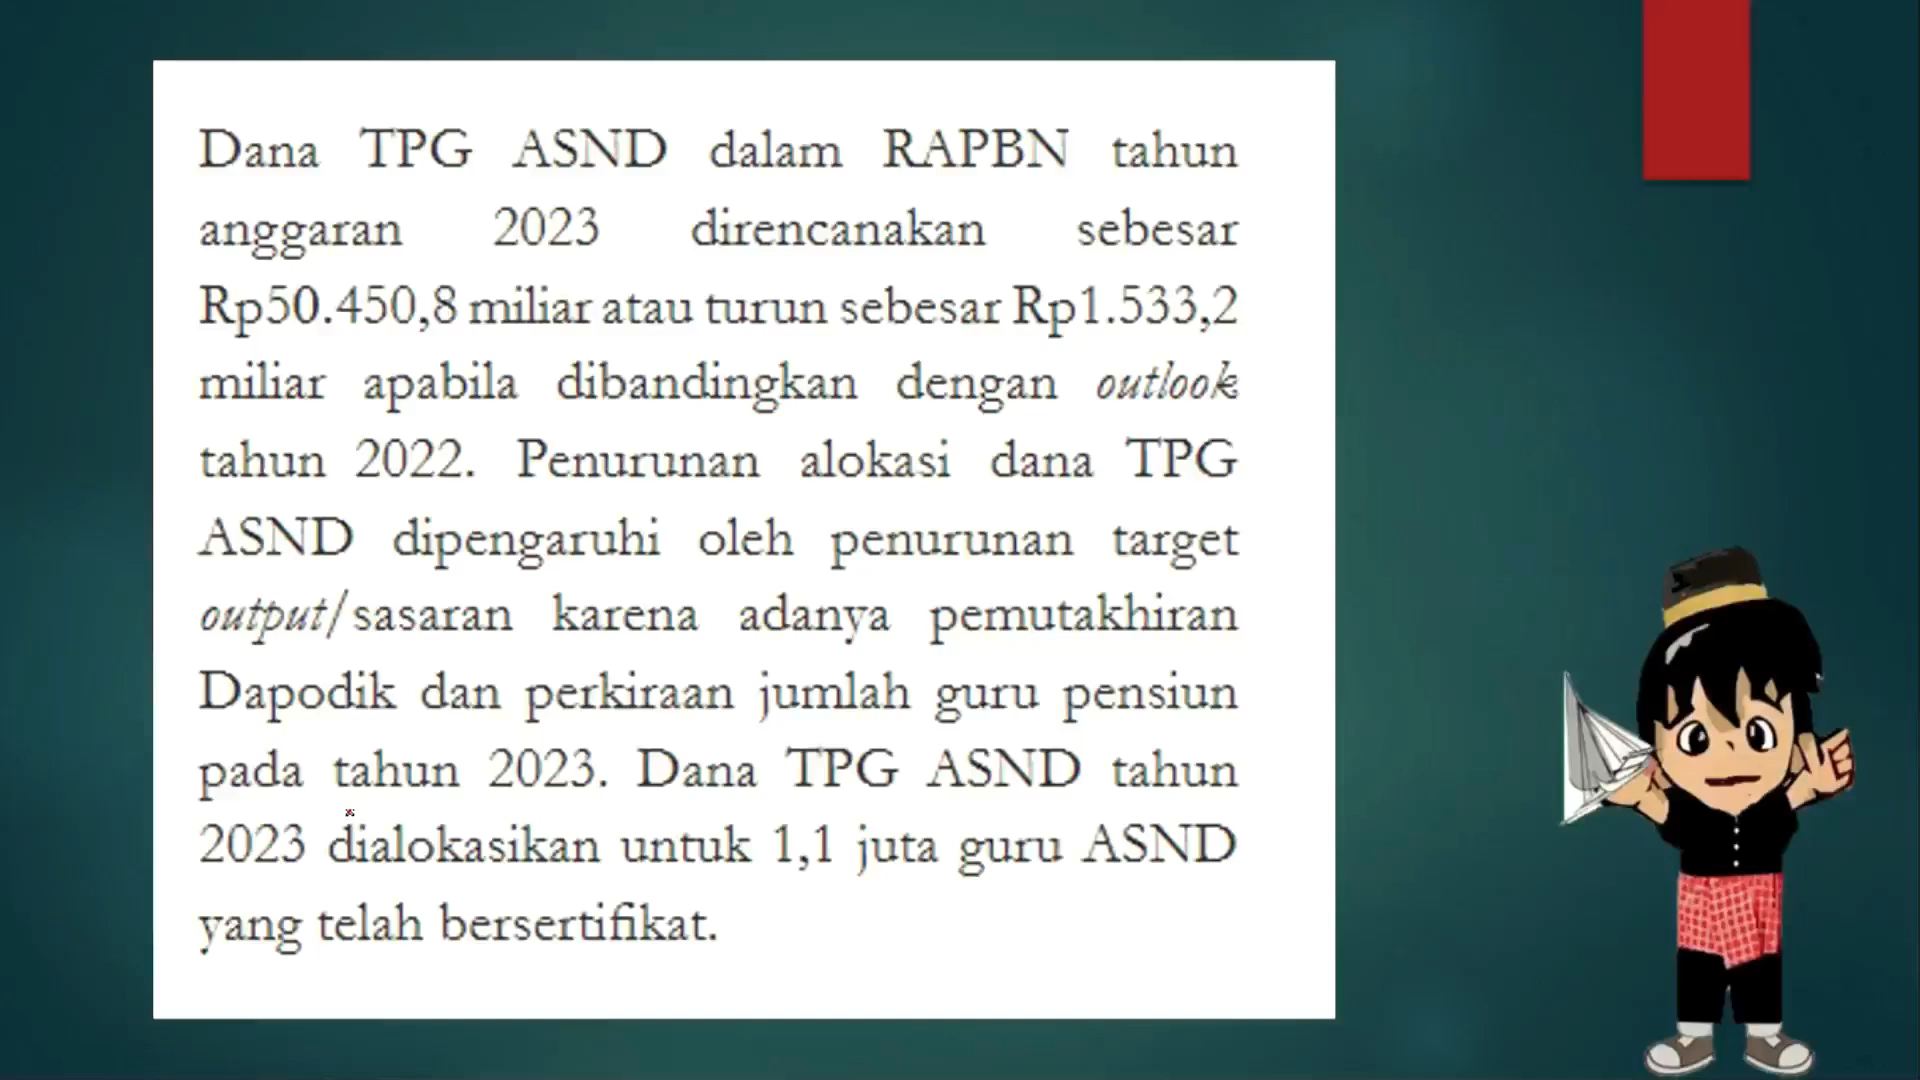 Dana TPG ASND dalam RAPBN tahun
anggaran 2023 direncanakan sebesar
Rp50.450,8 miliar atau turun sebesar Rp1.533,2
miliar apabila dibandingkan dengan outlook
tahun 2022. Penurunan alokasi dana TPG
ASND dipengaruhi oleh penurunan target
output/sasaran karena adanya pemutakhiran
Dapodik dan perkiraan jumlah guru pensiun
pada tahun 2023. Dana TPG ASND tahun
2023 dialokasikan untuk 1,1 juta guru ASND
yang telah bersertifikat.